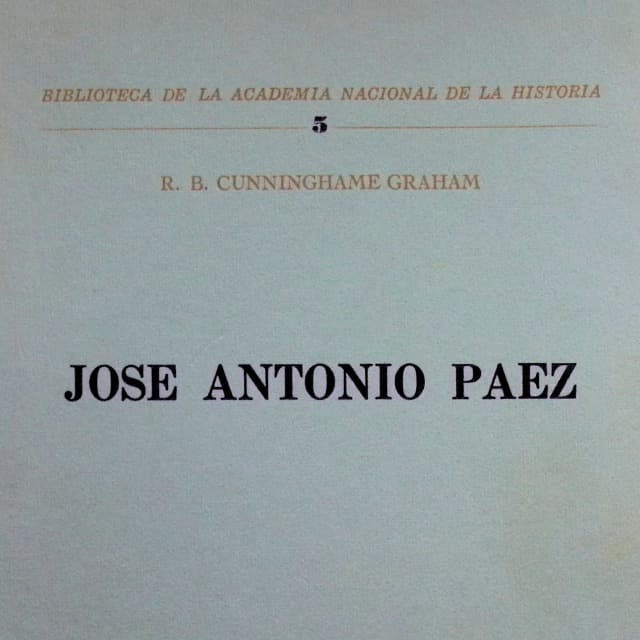 BIBLIOTECA DE LA ACADEMIA NACIONAL DE LA HISTORIA
5
R. B. CUNNINGHAME GRAHAM
JOSE ANTONIO PAEZ